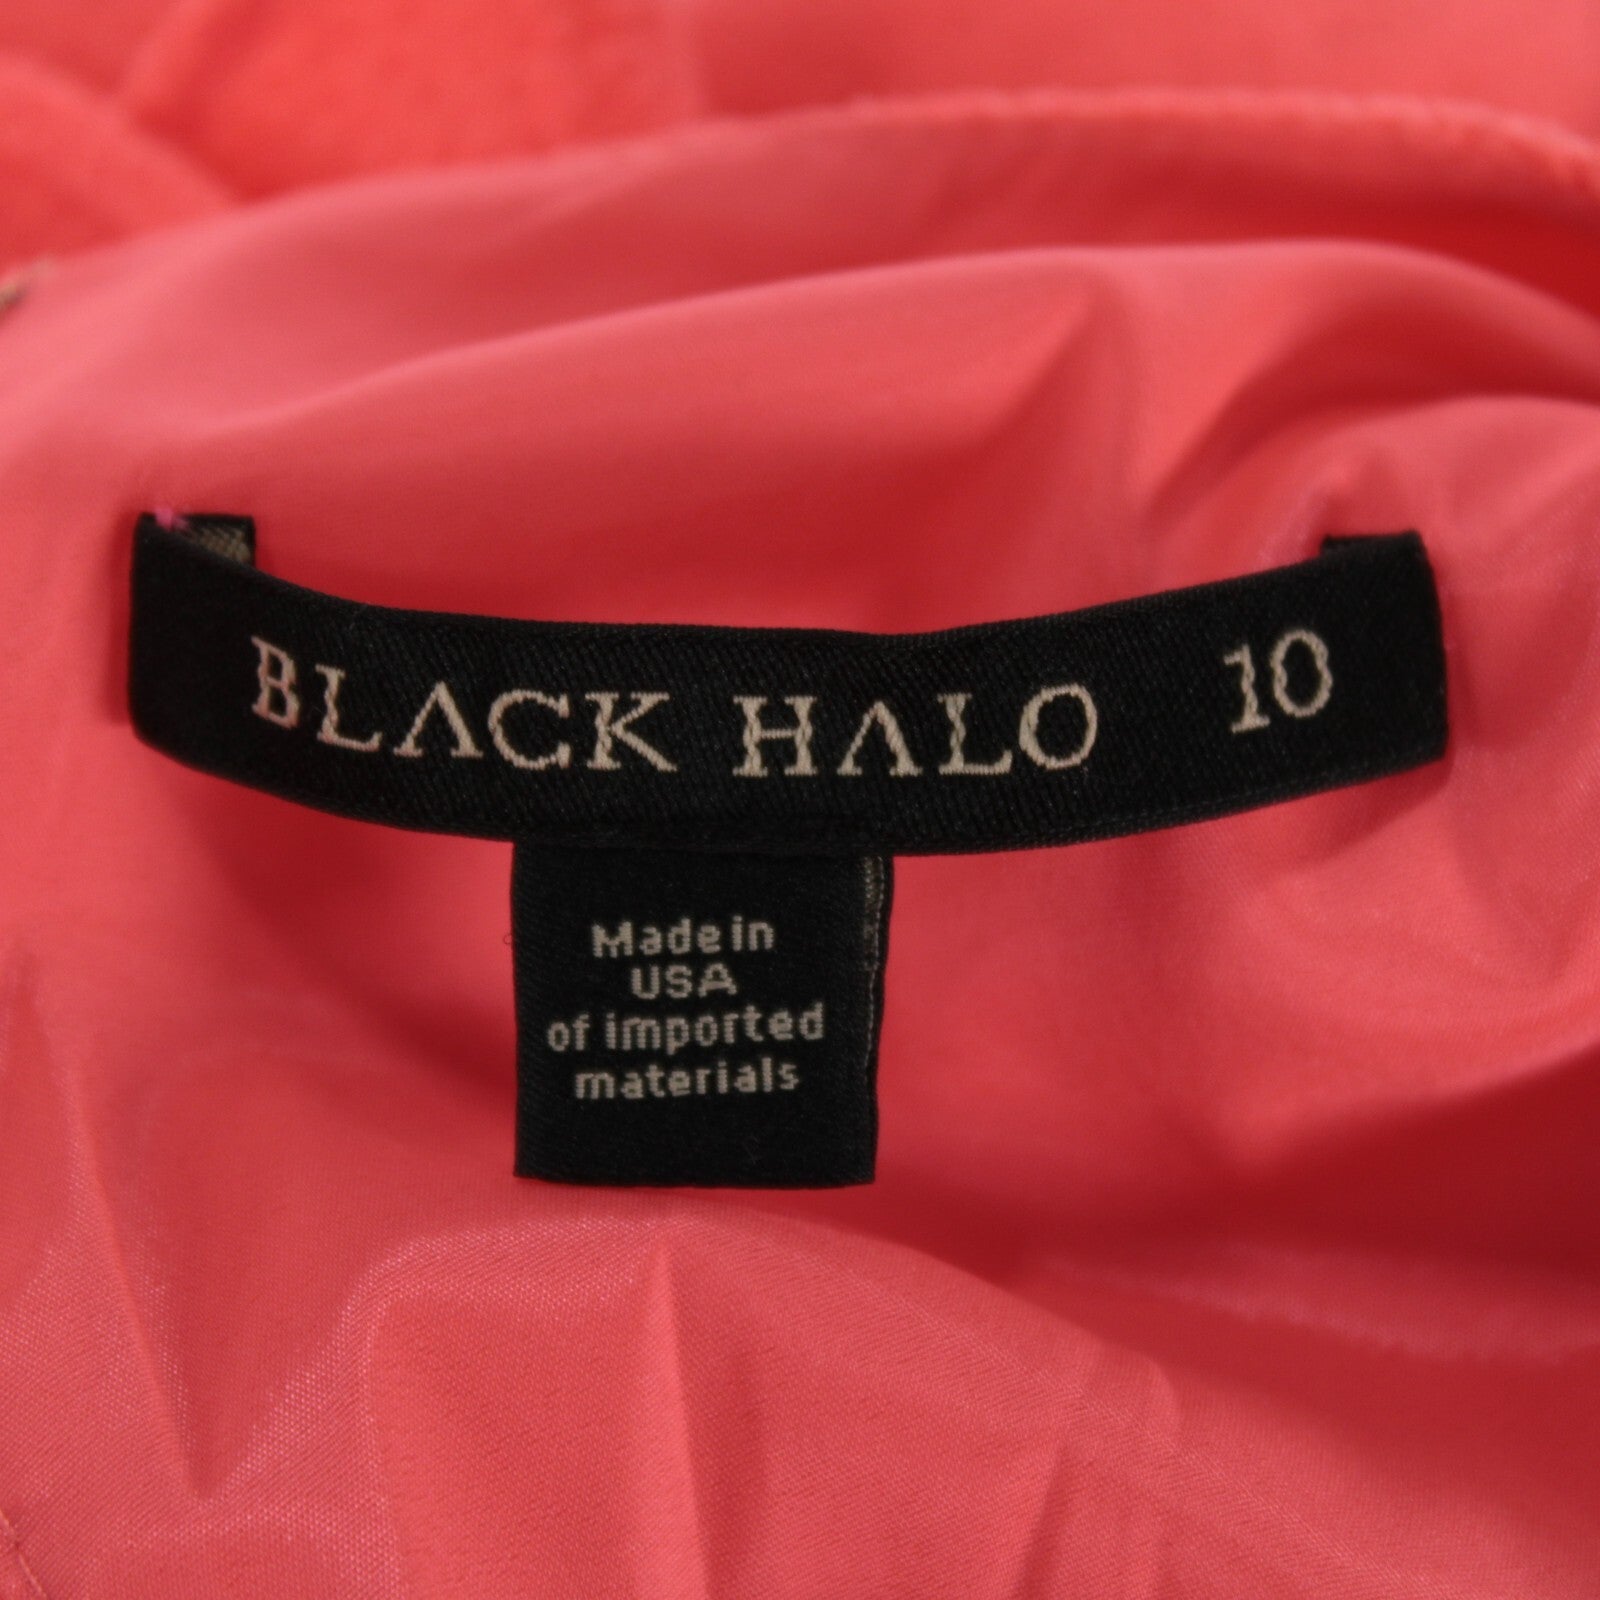 BLACK HALO 10
Made in
USA
of imported
materials